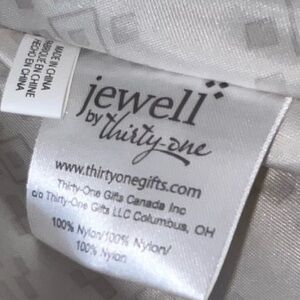 MADE IN CHINA
FABRIQUÉ EN CHINE
HECHO EN CHINA
jewell
by thirty-one
www.thirtyonegifts.com
Thirty-One Gifts Canada Inc
c/o Thirty-One Gifts LLC Columbus, OH
100% Nylon/100% Nylon/
100% Nylon